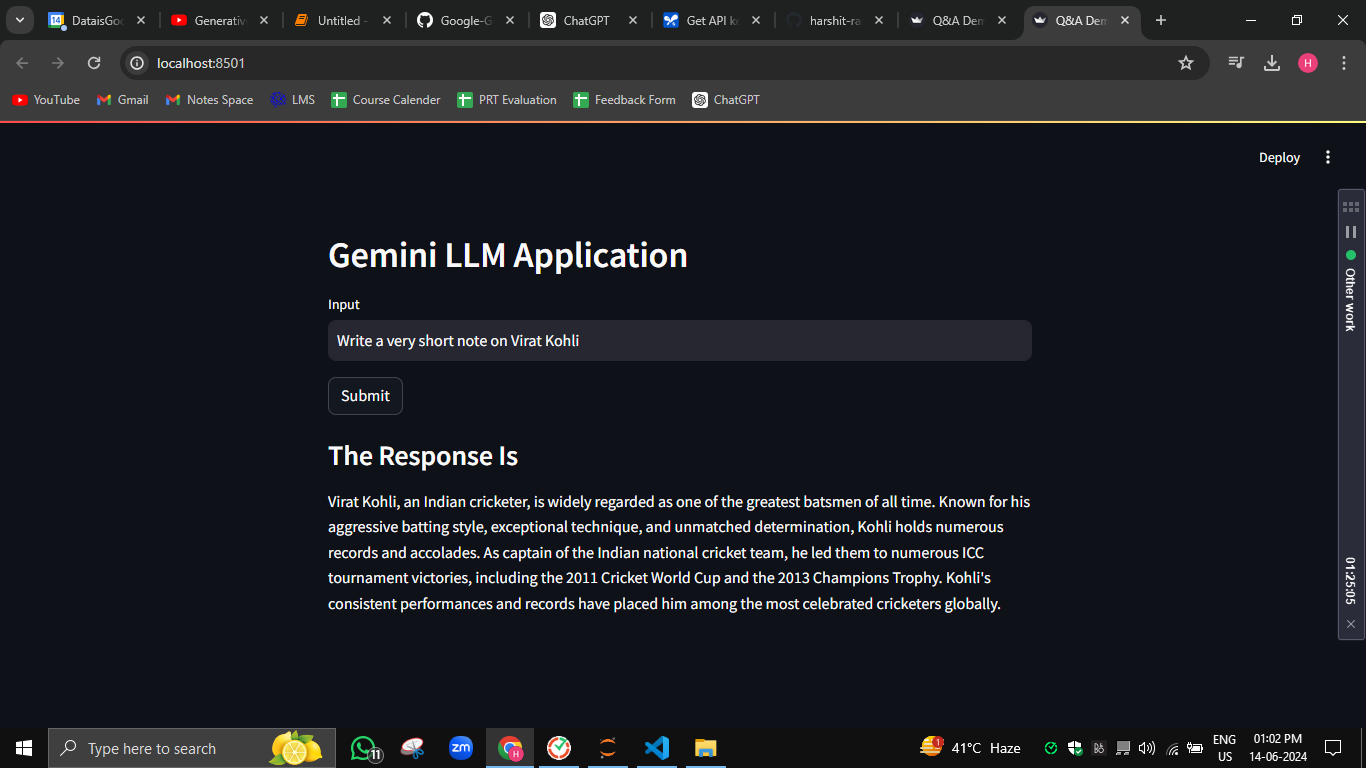 DataisGoo
Generativ
Untitled -
Google-G
ChatGPT
Get API k
harshit-ra
Q&A Dem
Q&A Dem
localhost:8501
H
YouTube
Gmail
Notes Space
LMS
Course Calender
PRT Evaluation
Feedback Form
ChatGPT
Deploy
Gemini LLM Application
Input
Write a very short note on Virat Kohli
Submit
The Response Is
Virat Kohli, an Indian cricketer, is widely regarded as one of the greatest batsmen of all time. Known for his
aggressive batting style, exceptional technique, and unmatched determination, Kohli holds numerous
records and accolades. As captain of the Indian national cricket team, he led them to numerous ICC
tournament victories, including the 2011 Cricket World Cup and the 2013 Champions Trophy. Kohli's
consistent performances and records have placed him among the most celebrated cricketers globally.
Other work
01:25:05
Type here to search
11
zm
H
1
41°C Haze
ENG
US
01:02 PM
14-06-2024